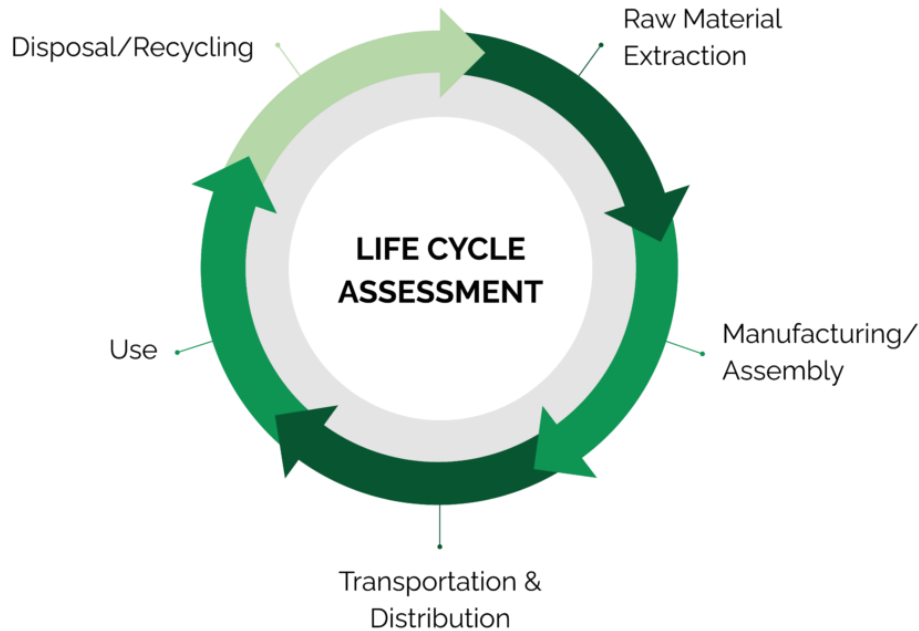 Disposal/Recycling
Raw Material
Extraction
LIFE CYCLE
ASSESSMENT
Use
Manufacturing/
Assembly
Transportation &
Distribution